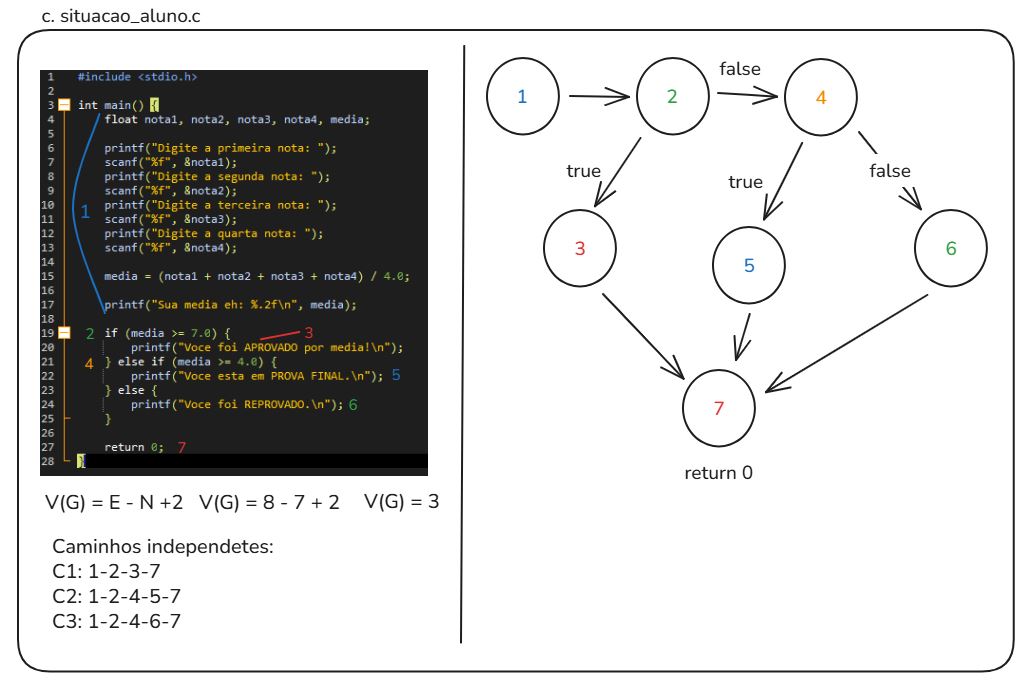 c. situacao_aluno.c
1 #include <stdio.h>
2
3 int main() {
4 float nota1, nota2, nota3, nota4, media;
5
6 printf("Digite a primeira nota: ");
7 scanf("%f", &nota1);
8 printf("Digite a segunda nota: ");
9 scanf("%f", &nota2);
10 printf("Digite a terceira nota: ");
11 scanf("%f", &nota3);
12 printf("Digite a quarta nota: ");
13 scanf("%f", &nota4);
14
15 media = (nota1 + nota2 + nota3 + nota4) / 4.0;
16
17 printf("Sua media eh: %.2f\n", media);
18
19 if (media >= 7.0) {
20 printf("Voce foi APROVADO por media!\n");
21 } else if (media >= 4.0) {
22 printf("Voce esta em PROVA FINAL.\n");
23 } else {
24 printf("Voce foi REPROVADO.\n");
25 }
26
27 return 0;
28 }
1
2
3
4
5
6
7
V(G) = E - N +2 V(G) = 8 - 7 + 2 V(G) = 3
Caminhos independetes:
C1: 1-2-3-7
C2: 1-2-4-5-7
C3: 1-2-4-6-7
false
1
2
4
true
true
false
3
5
6
7
return 0